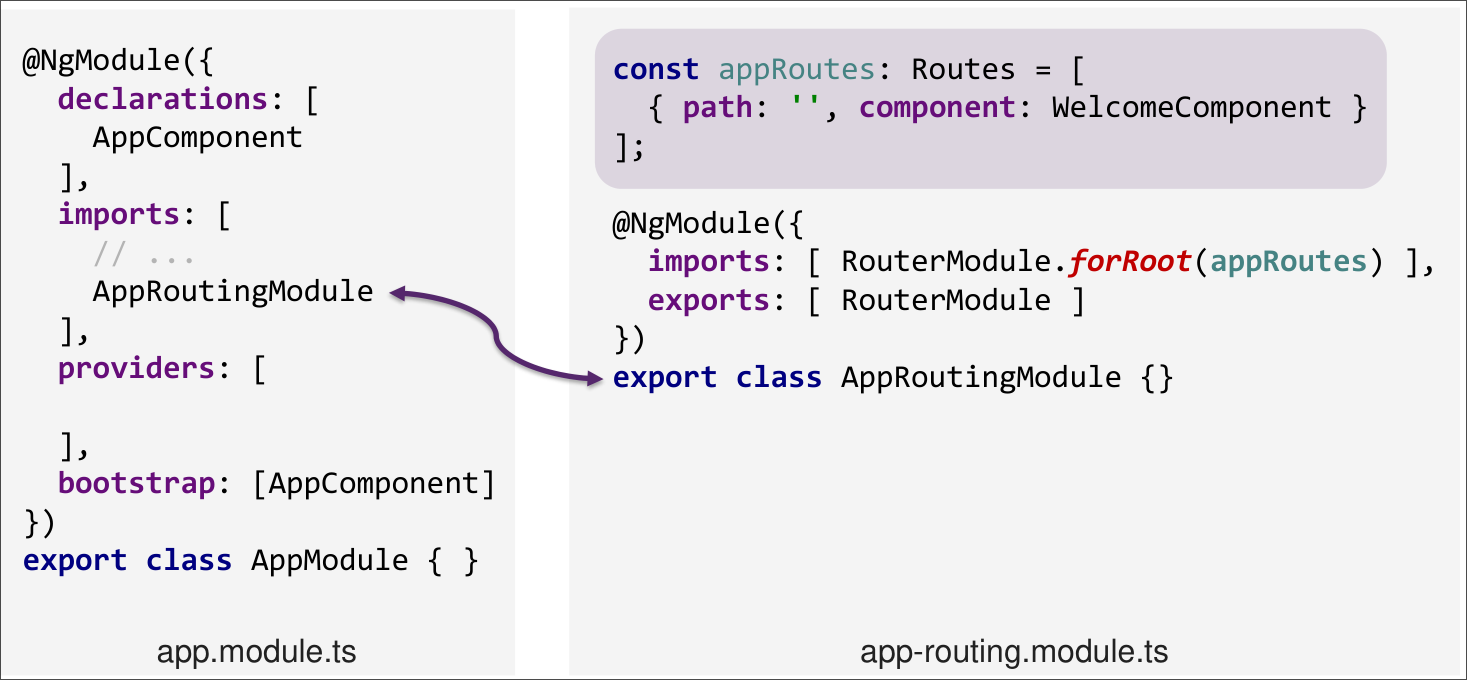 @NgModule({
  declarations: [
    AppComponent
  ],
  imports: [
    // ...
    AppRoutingModule
  ],
  providers: [
  ],
  bootstrap: [AppComponent]
})
export class AppModule { }
app.module.ts
const appRoutes: Routes = [
  { path: '', component: WelcomeComponent }
];
@NgModule({
  imports: [ RouterModule.forRoot(appRoutes) ],
  exports: [ RouterModule ]
})
export class AppRoutingModule {}
app-routing.module.ts